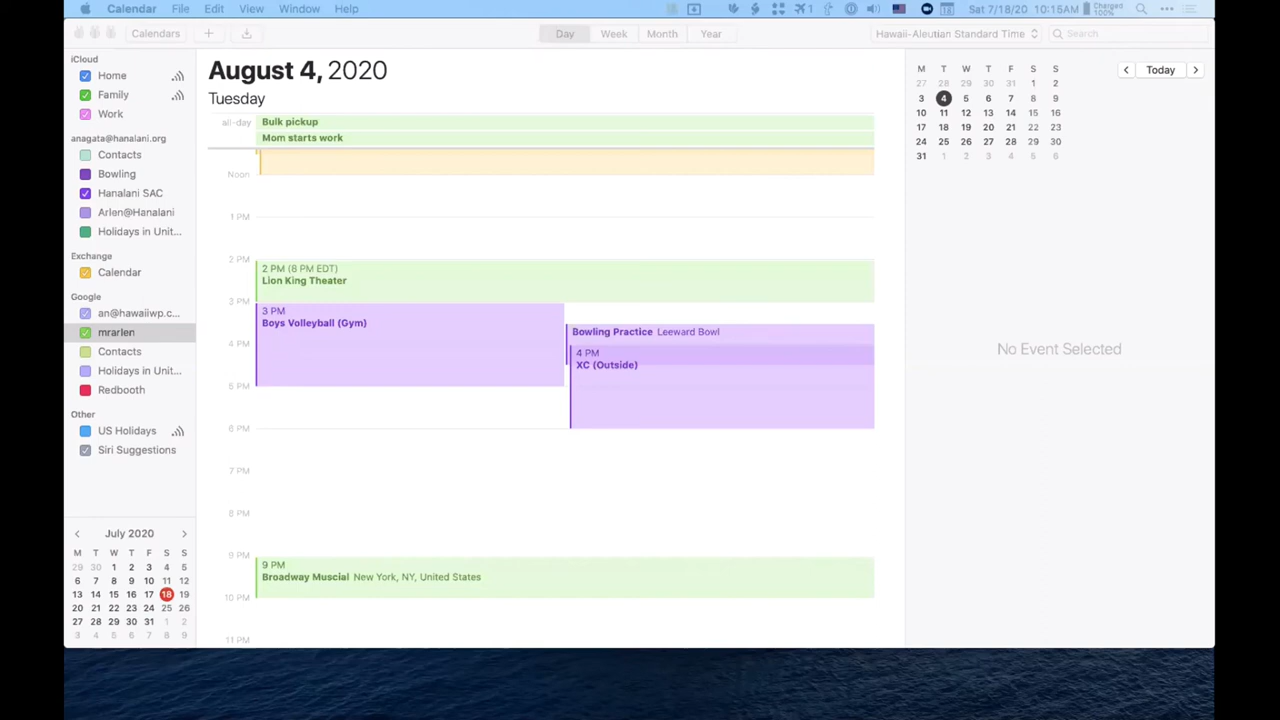 Calendar File Edit View Window Help 1 Sat 7/18/20 10:15AM Charged 100%
Calendars + Day Week Month Year Hawaii-Aleutian Standard Time Search
iCloud
Home
Family
Work
anagata@hanalani.org
Contacts
Bowling
Hanalani SAC
Arlen@Hanalani
Holidays in Unit...
Exchange
Calendar
Google
an@hawaiiwp.c...
mrarlen
Contacts
Holidays in Unit...
Redbooth
Other
US Holidays
Siri Suggestions
July 2020
M T W T F S S
29 30 1 2 3 4 5
6 7 8 9 10 11 12
13 14 15 16 17 18 19
20 21 22 23 24 25 26
27 28 29 30 31 1 2
3 4 5 6 7 8 9
August 4, 2020
Tuesday
all-day Bulk pickup
Mom starts work
Noon
1 PM
2 PM
2 PM (8 PM EDT)
Lion King Theater
3 PM
3 PM
Boys Volleyball (Gym)
Bowling Practice Leeward Bowl
4 PM
4 PM
XC (Outside)
5 PM
6 PM
7 PM
8 PM
9 PM
9 PM
Broadway Muscial New York, NY, United States
10 PM
11 PM
M T W T F S S
27 28 29 30 31 1 2
3 4 5 6 7 8 9
10 11 12 13 14 15 16
17 18 19 20 21 22 23
24 25 26 27 28 29 30
31 1 2 3 4 5 6
Today
No Event Selected